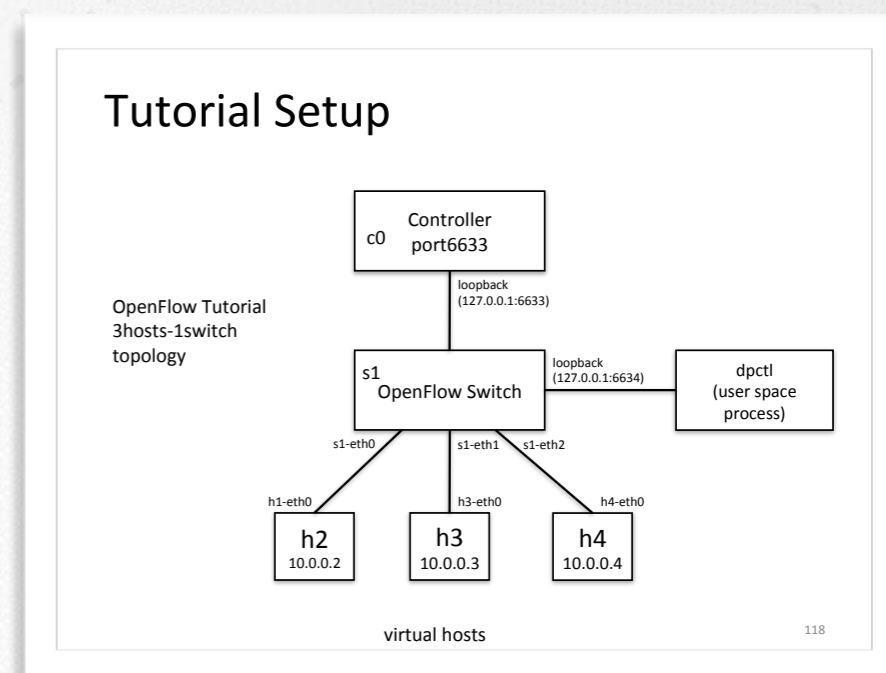 Tutorial Setup
Controller
c0
port6633
loopback
(127.0.0.1:6633)
OpenFlow Tutorial
3hosts-1switch
topology
s1
OpenFlow Switch
loopback
(127.0.0.1:6634)
dpctl
(user space
process)
s1-eth0
s1-eth1
s1-eth2
h1-eth0
h3-eth0
h4-eth0
h2
10.0.0.2
h3
10.0.0.3
h4
10.0.0.4
virtual hosts
118